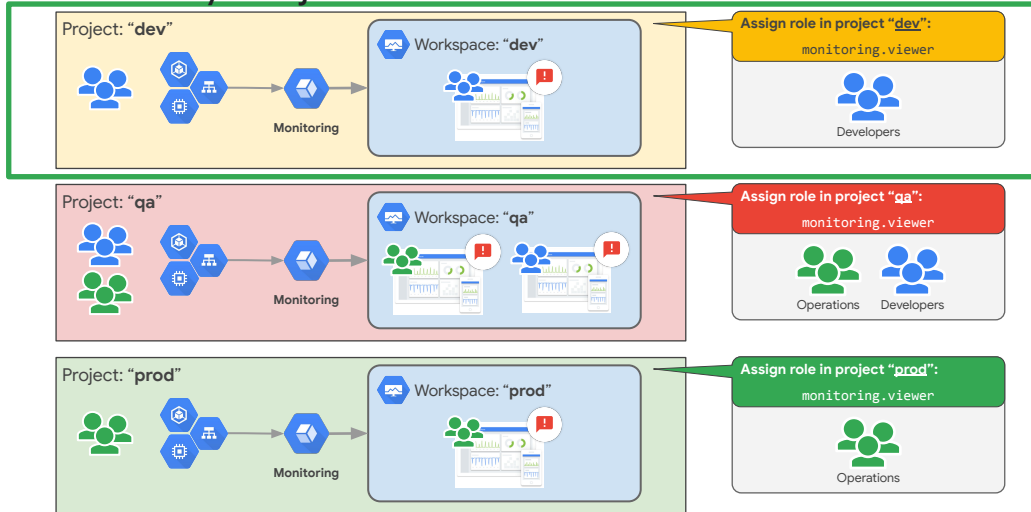 Project: “dev”
Workspace: “dev”
Monitoring
Assign role in project “dev”:
monitoring.viewer
Developers
Project: “qa”
Workspace: “qa”
Monitoring
Assign role in project “qa”:
monitoring.viewer
Operations
Developers
Project: “prod”
Workspace: “prod”
Monitoring
Assign role in project “prod”:
monitoring.viewer
Operations